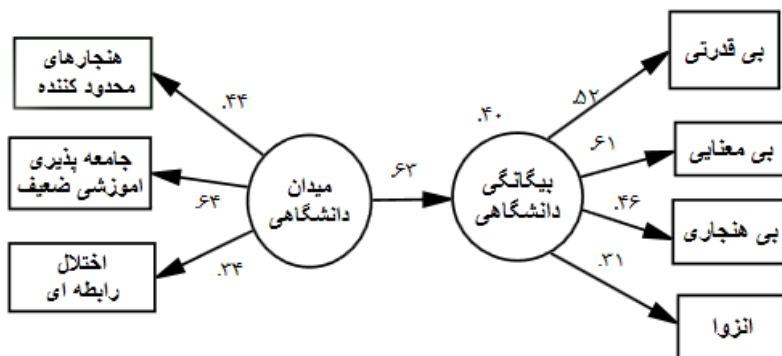 بی قدرتی
هنجارهای
محدود کننده
.۴۴
.۵۲
.۴۰
بی معنایی
.۶۱
جامعه پذیری
اموزشی ضعیف
.۶۴
میدان
دانشگاهی
.۶۳
بیگانگی
دانشگاهی
.۴۶
بی هنجاری
اختلال
رابطه ای
.۳۴
.۳۱
انزوا